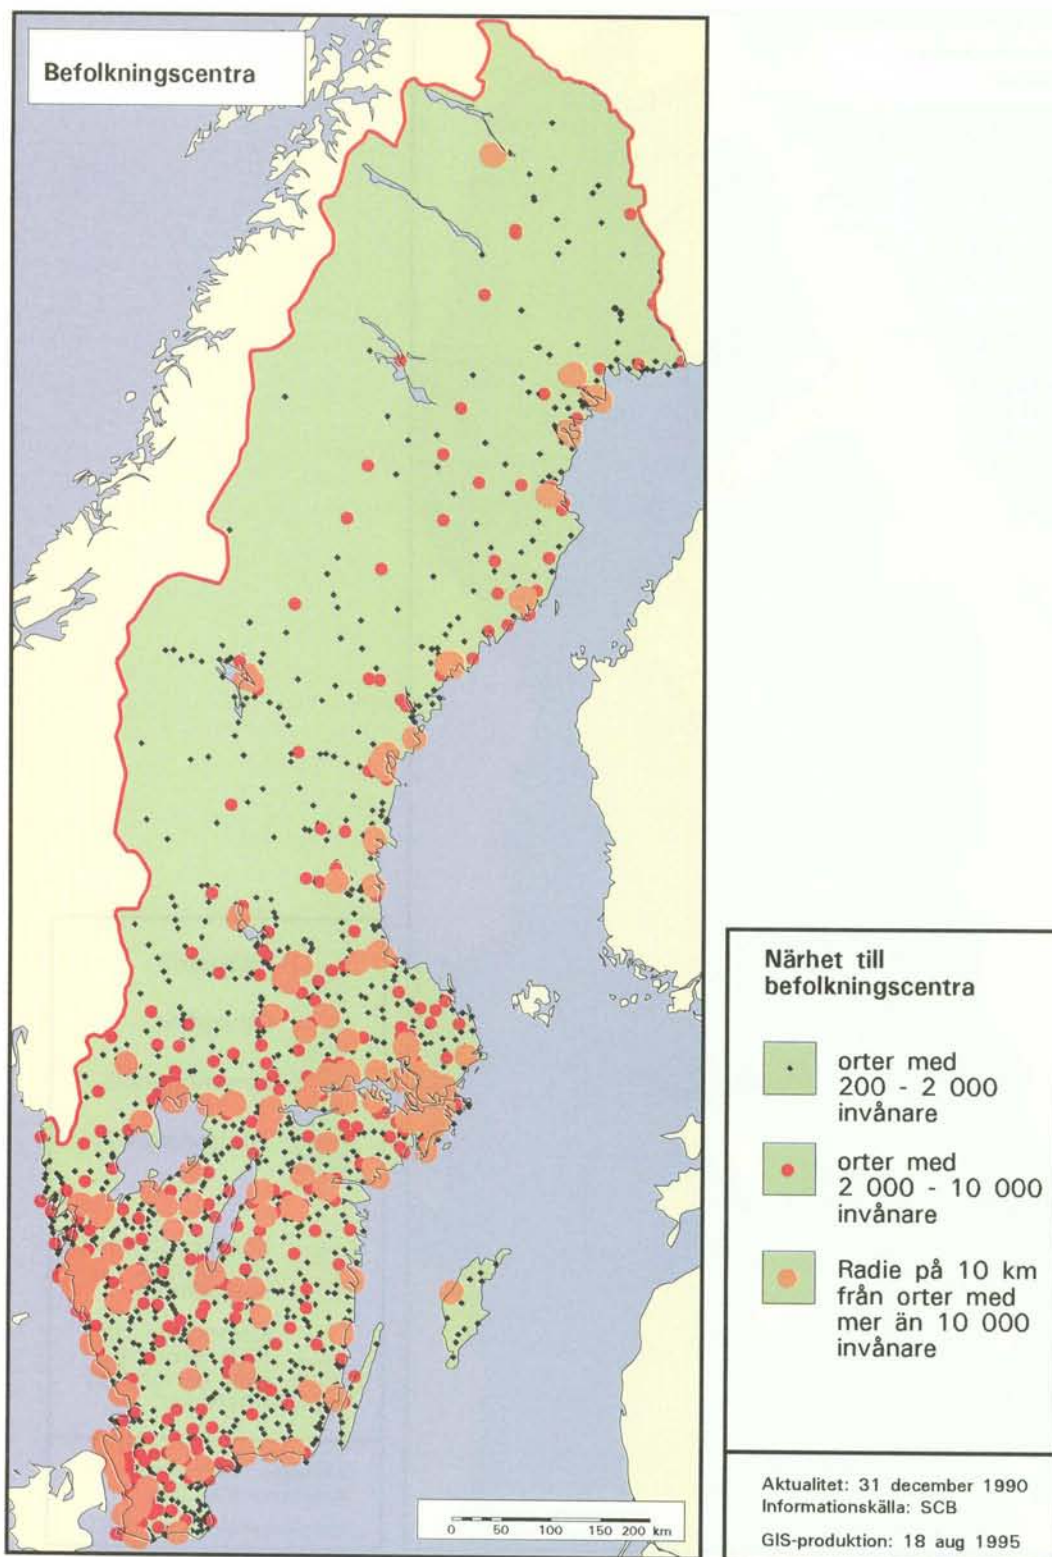 Befolkningscentra
Närhet till
befolkningscentra
orter med
200 - 2 000
invånare
orter med
2 000 - 10 000
invånare
Radie på 10 km
från orter med
mer än 10 000
invånare
0 50 100 150 200 km
Aktualitet: 31 december 1990
Informationskälla: SCB
GIS-produktion: 18 aug 1995